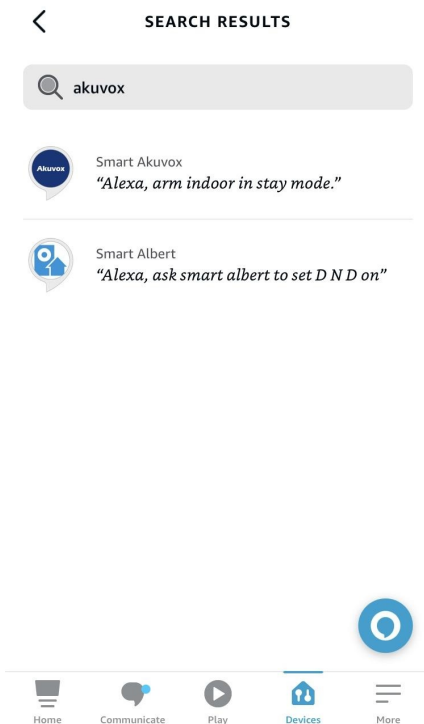 SEARCH RESULTS
akuvox
Akuvox
Smart Akuvox
“Alexa, arm indoor in stay mode.”
Smart Albert
“Alexa, ask smart albert to set D N D on”
Home
Communicate
Play
Devices
More